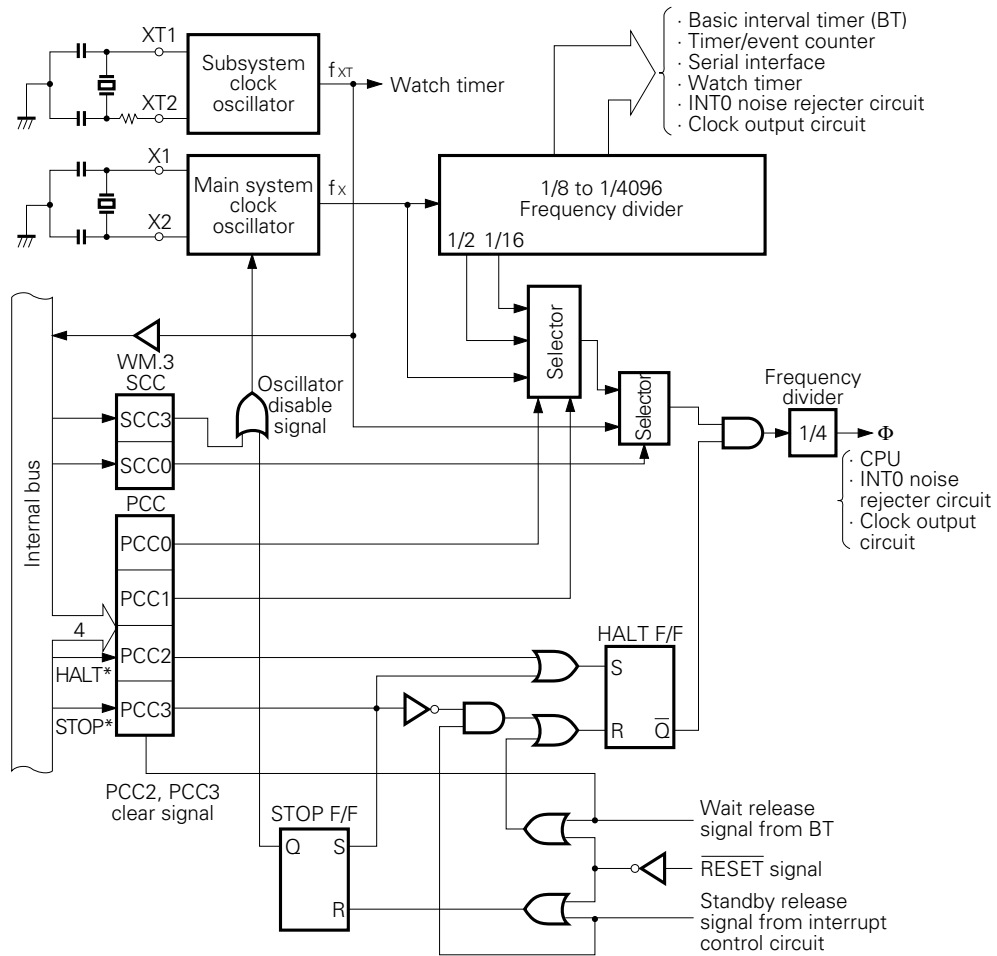 · Basic interval timer (BT)
· Timer/event counter
· Serial interface
· Watch timer
· INT0 noise rejecter circuit
· Clock output circuit
XT1
XT2
Subsystem
clock
oscillator
fXT
Watch timer
X1
X2
Main system
clock
oscillator
fX
1/8 to 1/4096
Frequency divider
1/2 1/16
Selector
WM.3
SCC
Oscillator
disable
signal
SCC3
SCC0
Selector
Frequency
divider
1/4
Φ
· CPU
· INT0 noise
rejecter circuit
· Clock output
circuit
Internal bus
PCC
PCC0
PCC1
PCC2
PCC3
4
HALT*
STOP*
HALT F/F
S
R
Q̅
PCC2, PCC3
clear signal
STOP F/F
Q
S
R
Wait release
signal from BT
R̅E̅S̅E̅T̅ signal
Standby release
signal from interrupt
control circuit